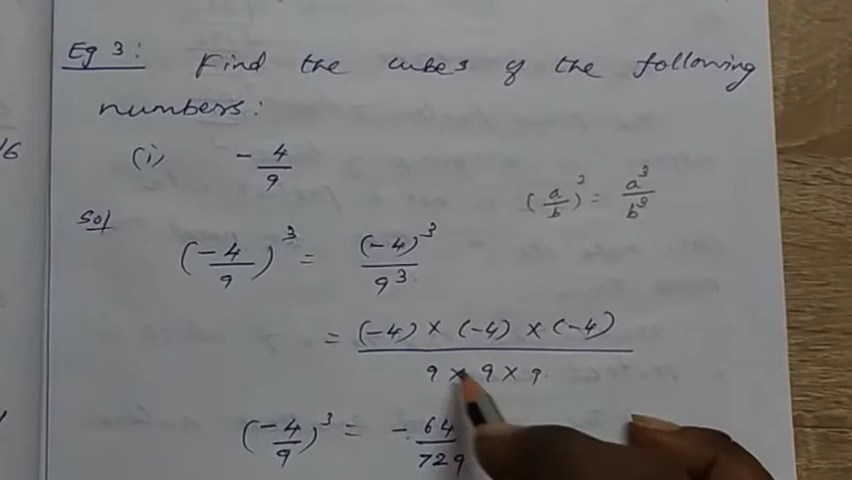 Eg 3: Find the cubes of the following
numbers:
16
(i) - 4/9
(a/b)³ = a³/b³
Sol
(-4/9)³ = (-4)³/9³
= (-4) × (-4) × (-4)
9 × 9 × 9.
(-4/9)³ = - 64/729